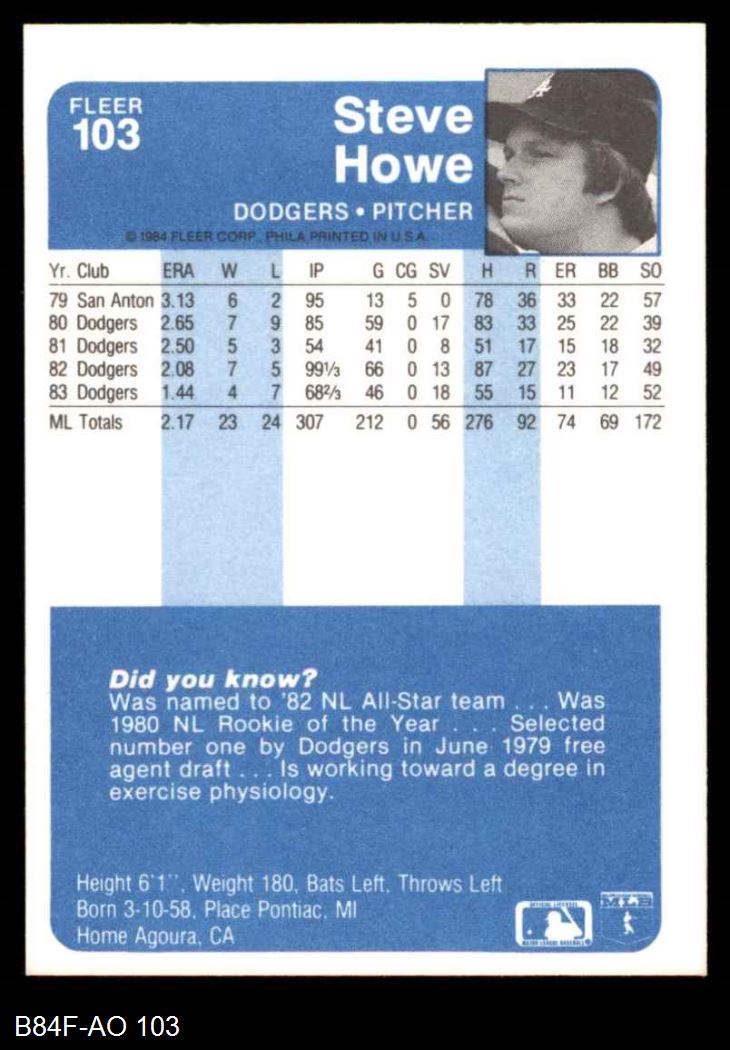 FLEER
103
Steve
Howe
DODGERS • PITCHER
© 1984 FLEER CORP. PHILA PRINTED IN U.S.A.
Yr. Club ERA W L IP G CG SV H R ER BB SO
79 San Anton 3.13 6 2 95 13 5 0 78 36 33 22 57
80 Dodgers 2.65 7 9 85 59 0 17 83 33 25 22 39
81 Dodgers 2.50 5 3 54 41 0 8 51 17 15 18 32
82 Dodgers 2.08 7 5 99⅓ 66 0 13 87 27 23 17 49
83 Dodgers 1.44 4 7 68⅔ 46 0 18 55 15 11 12 52
ML Totals 2.17 23 24 307 212 0 56 276 92 74 69 172
Did you know?
Was named to '82 NL All-Star team . . . Was
1980 NL Rookie of the Year . . . Selected
number one by Dodgers in June 1979 free
agent draft . . . Is working toward a degree in
exercise physiology.
Height 6'1'', Weight 180, Bats Left, Throws Left
Born 3-10-58, Place Pontiac, MI
Home Agoura, CA
OFFICIAL LICENSEE
MAJOR LEAGUE BASEBALL
B84F-AO 103